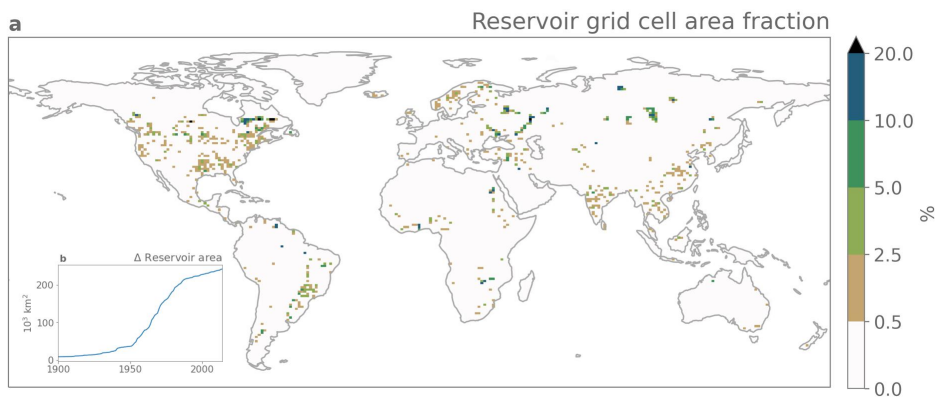 a
Reservoir grid cell area fraction
20.0
10.0
5.0
2.5
0.5
0.0
%
b
Δ Reservoir area
200
100
0
10³ km²
1900
1950
2000